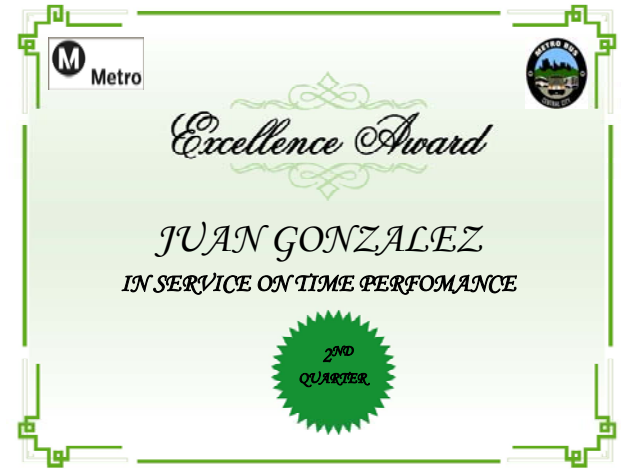 M
Metro
METRO BUS
CENTRAL CITY
Excellence Award
JUAN GONZALEZ
IN SERVICE ON TIME PERFOMANCE
2ND
QUARTER